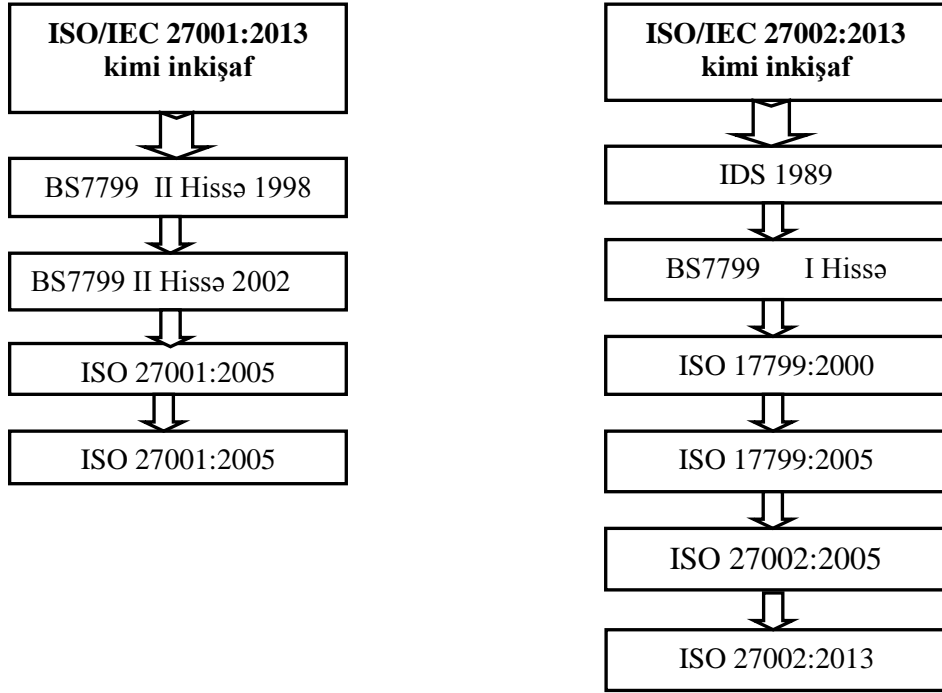 ISO/IEC 27001:2013
kimi inkişaf
BS7799 II Hissə 1998
BS7799 II Hissə 2002
ISO 27001:2005
ISO 27001:2005
ISO/IEC 27002:2013
kimi inkişaf
IDS 1989
BS7799 I Hissə
ISO 17799:2000
ISO 17799:2005
ISO 27002:2005
ISO 27002:2013